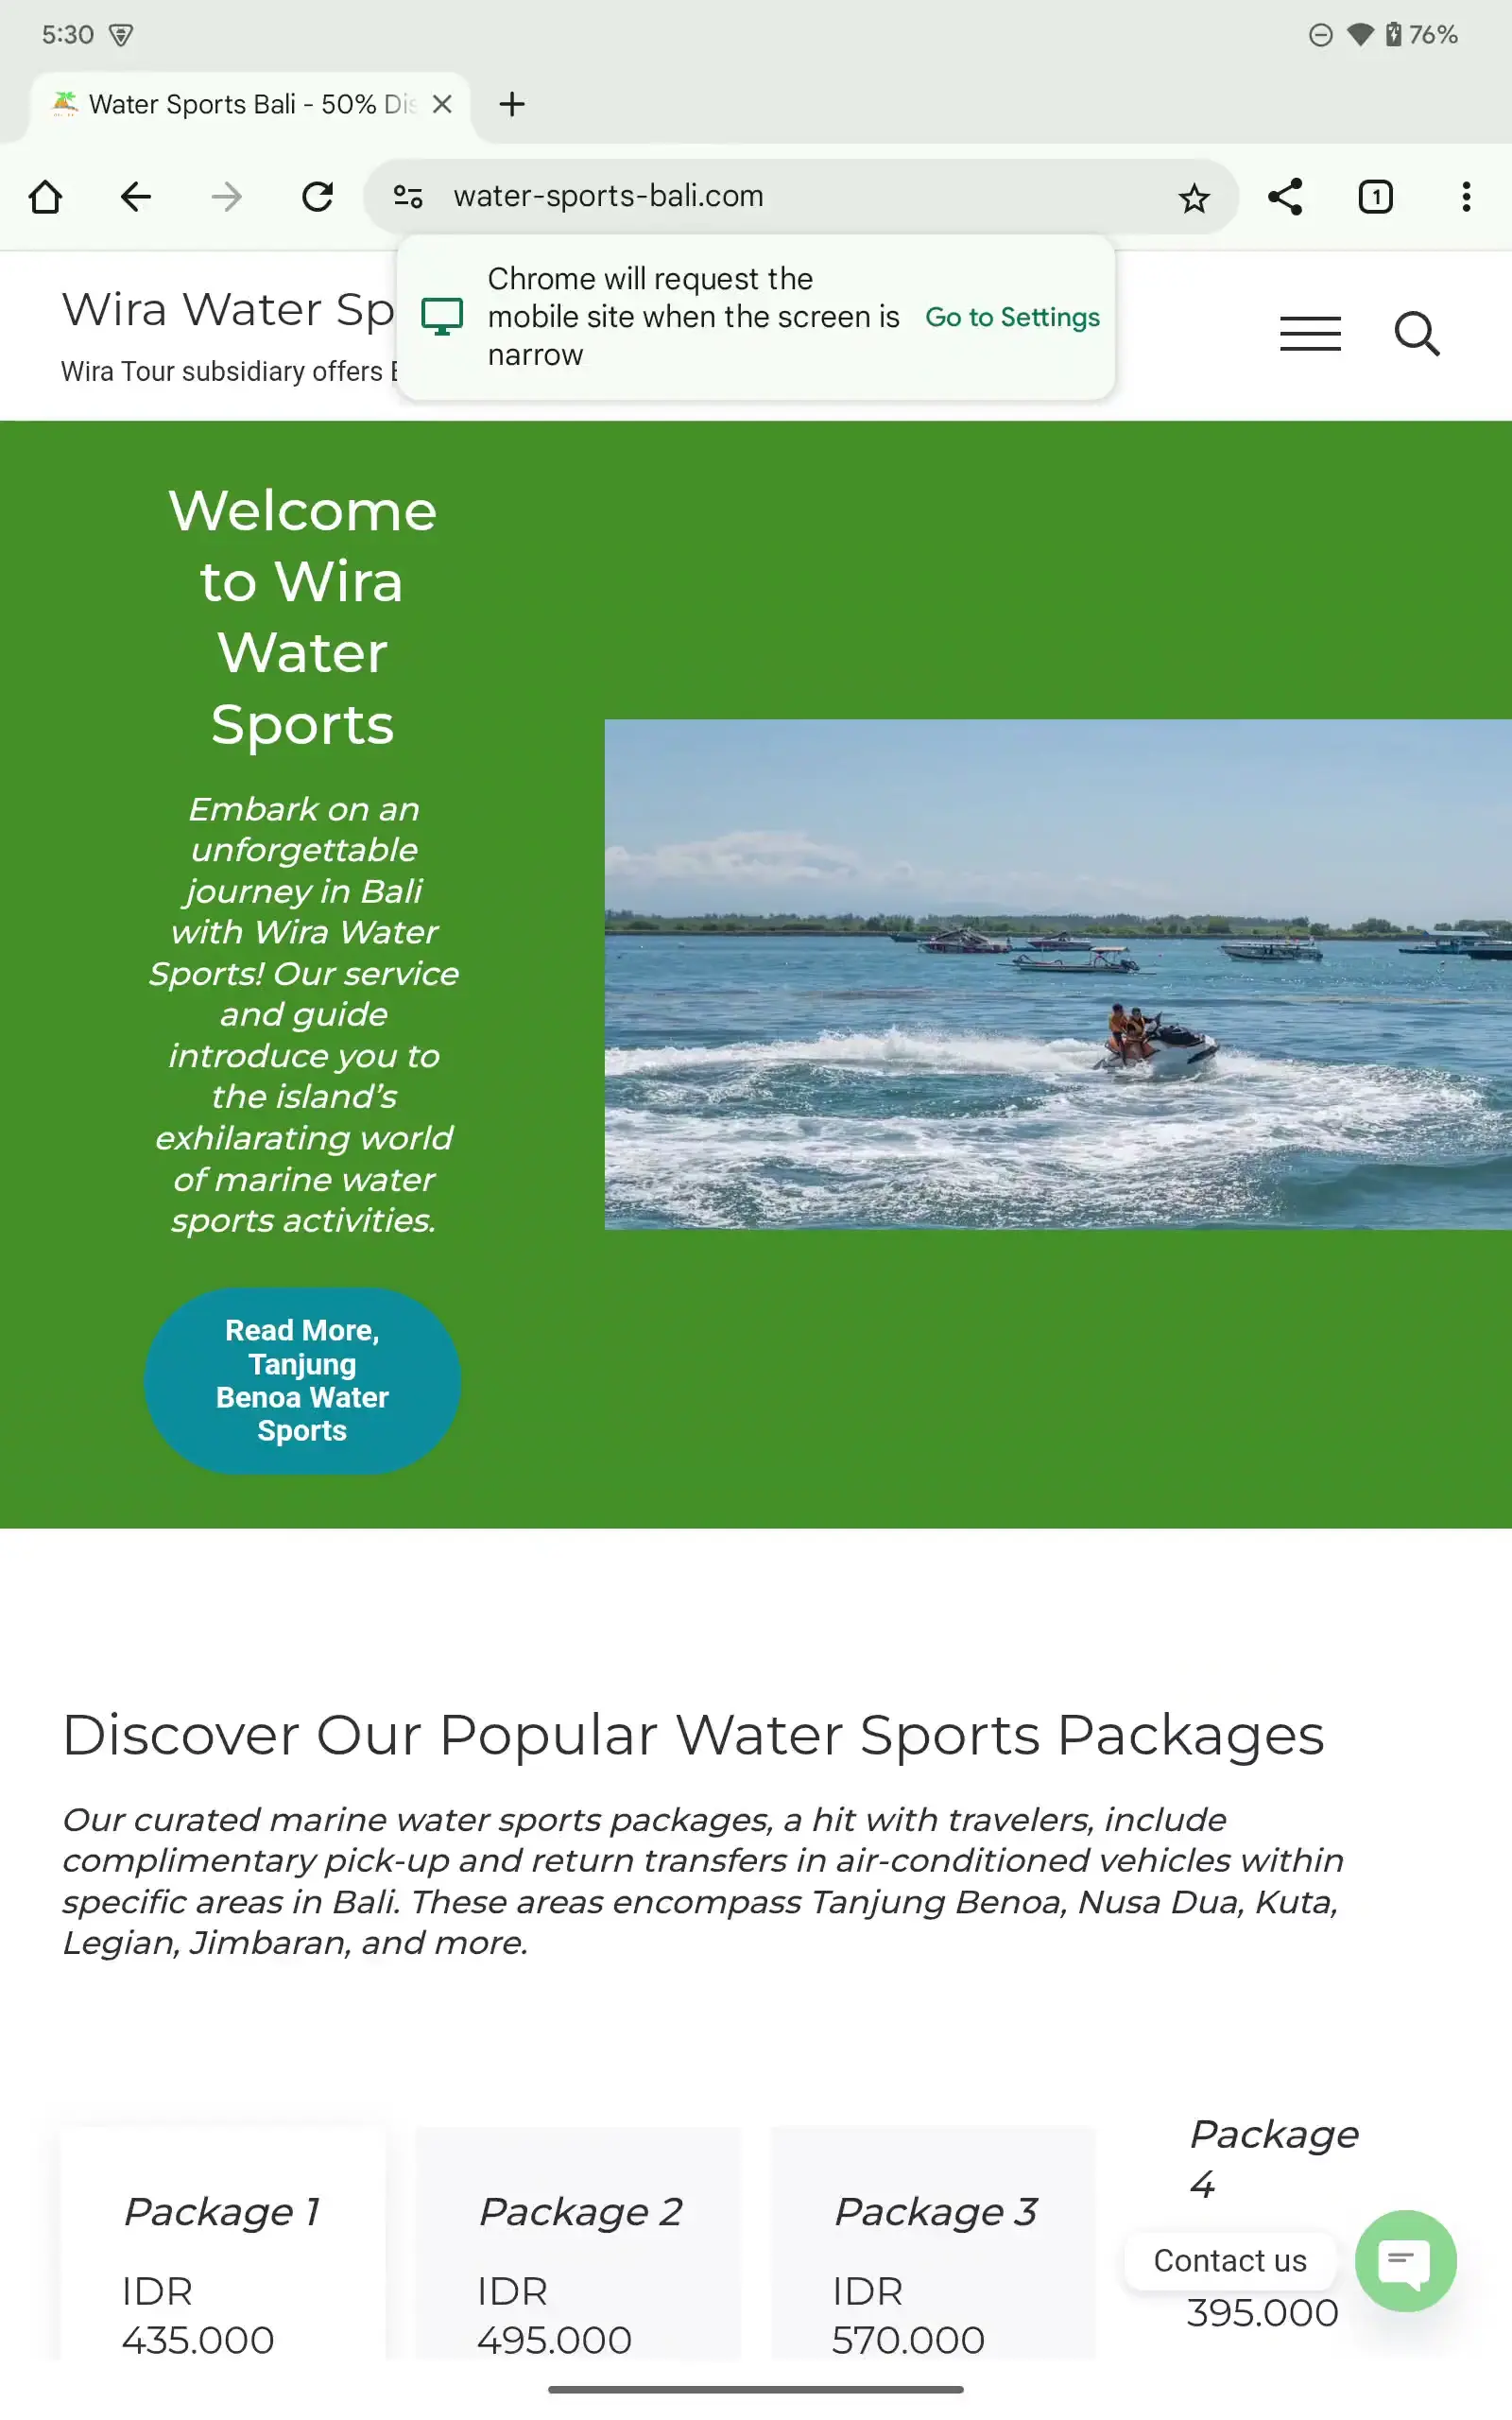 5:30
76%
Water Sports Bali - 50% Dis
1
water-sports-bali.com
Chrome will request the
mobile site when the screen is
narrow
Go to Settings
Wira Water Sp
Wira Tour subsidiary offers
Welcome
to Wira
Water
Sports
Embark on an
unforgettable
journey in Bali
with Wira Water
Sports! Our service
and guide
introduce you to
the island's
exhilarating world
of marine water
sports activities.
Read More,
Tanjung
Benoa Water
Sports
Discover Our Popular Water Sports Packages
Our curated marine water sports packages, a hit with travelers, include
complimentary pick-up and return transfers in air-conditioned vehicles within
specific areas in Bali. These areas encompass Tanjung Benoa, Nusa Dua, Kuta,
Legian, Jimbaran, and more.
Package 1
IDR
435.000
Package 2
IDR
495.000
Package 3
IDR
570.000
Package
4
395.000
Contact us